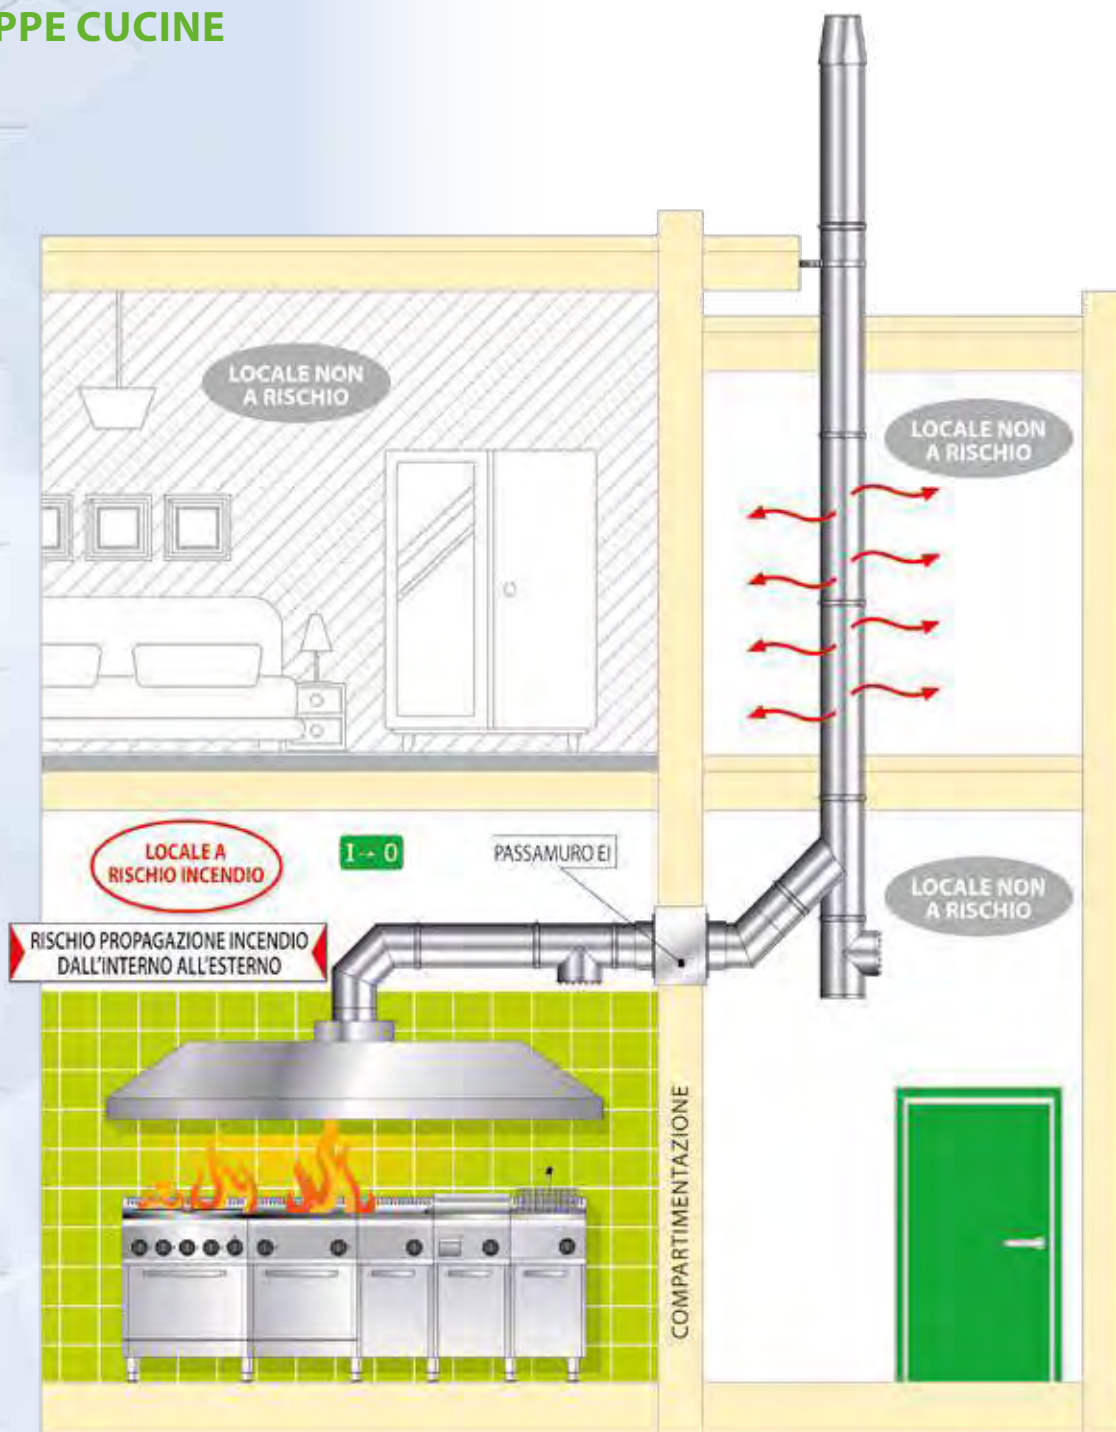 PPE CUCINE
LOCALE NON
A RISCHIO
LOCALE NON
A RISCHIO
LOCALE A
RISCHIO INCENDIO
I→ O
PASSAMURO EI
LOCALE NON
A RISCHIO
RISCHIO PROPAGAZIONE INCENDIO
DALL'INTERNO ALL'ESTERNO
COMPARTIMENTAZIONE